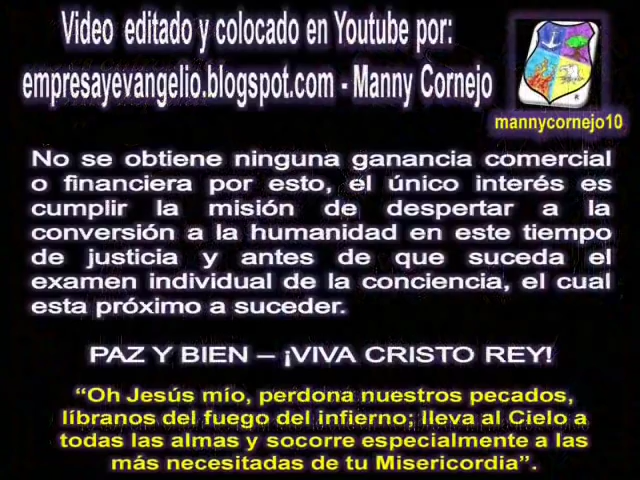 Video editado y colocado en Youtube por:
empresayevangelio.blogspot.com - Manny Cornejo
mannycornejo10
No se obtiene ninguna ganancia comercial
o financiera por esto, el único interés es
cumplir la misión de despertar a la
conversión a la humanidad en este tiempo
de justicia y antes de que suceda el
examen individual de la conciencia, el cual
esta próximo a suceder.
PAZ Y BIEN – ¡VIVA CRISTO REY!
“Oh Jesús mío, perdona nuestros pecados,
líbranos del fuego del infierno; lleva al Cielo a
todas las almas y socorre especialmente a las
más necesitadas de tu Misericordia”.